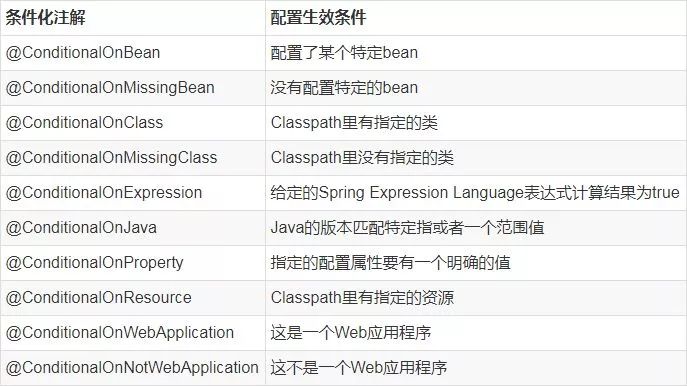 条件化注解 配置生效条件
@ConditionalOnBean 配置了某个特定bean
@ConditionalOnMissingBean 没有配置特定的bean
@ConditionalOnClass Classpath里有指定的类
@ConditionalOnMissingClass Classpath里没有指定的类
@ConditionalOnExpression 给定的Spring Expression Language表达式计算结果为true
@ConditionalOnJava Java的版本匹配特定指或者一个范围值
@ConditionalOnProperty 指定的配置属性要有一个明确的值
@ConditionalOnResource Classpath里有指定的资源
@ConditionalOnWebApplication 这是一个Web应用程序
@ConditionalOnNotWebApplication 这不是一个Web应用程序